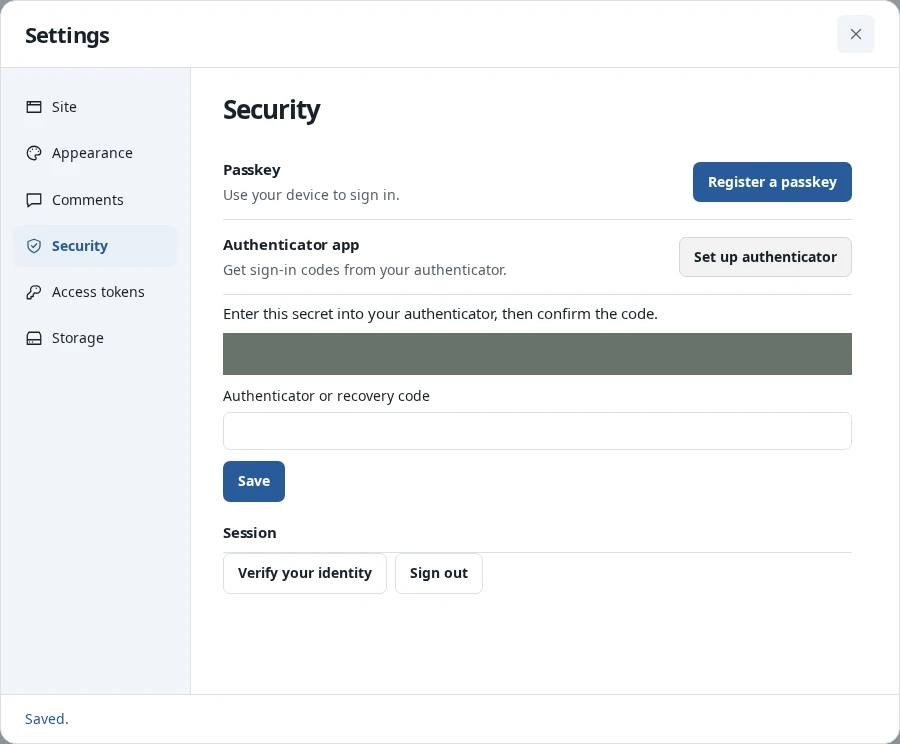 Settings
Site
Appearance
Comments
Security
Access tokens
Storage
Security
Passkey
Use your device to sign in.
Register a passkey
Authenticator app
Get sign-in codes from your authenticator.
Set up authenticator
Enter this secret into your authenticator, then confirm the code.
Authenticator or recovery code
Save
Session
Verify your identity
Sign out
Saved.